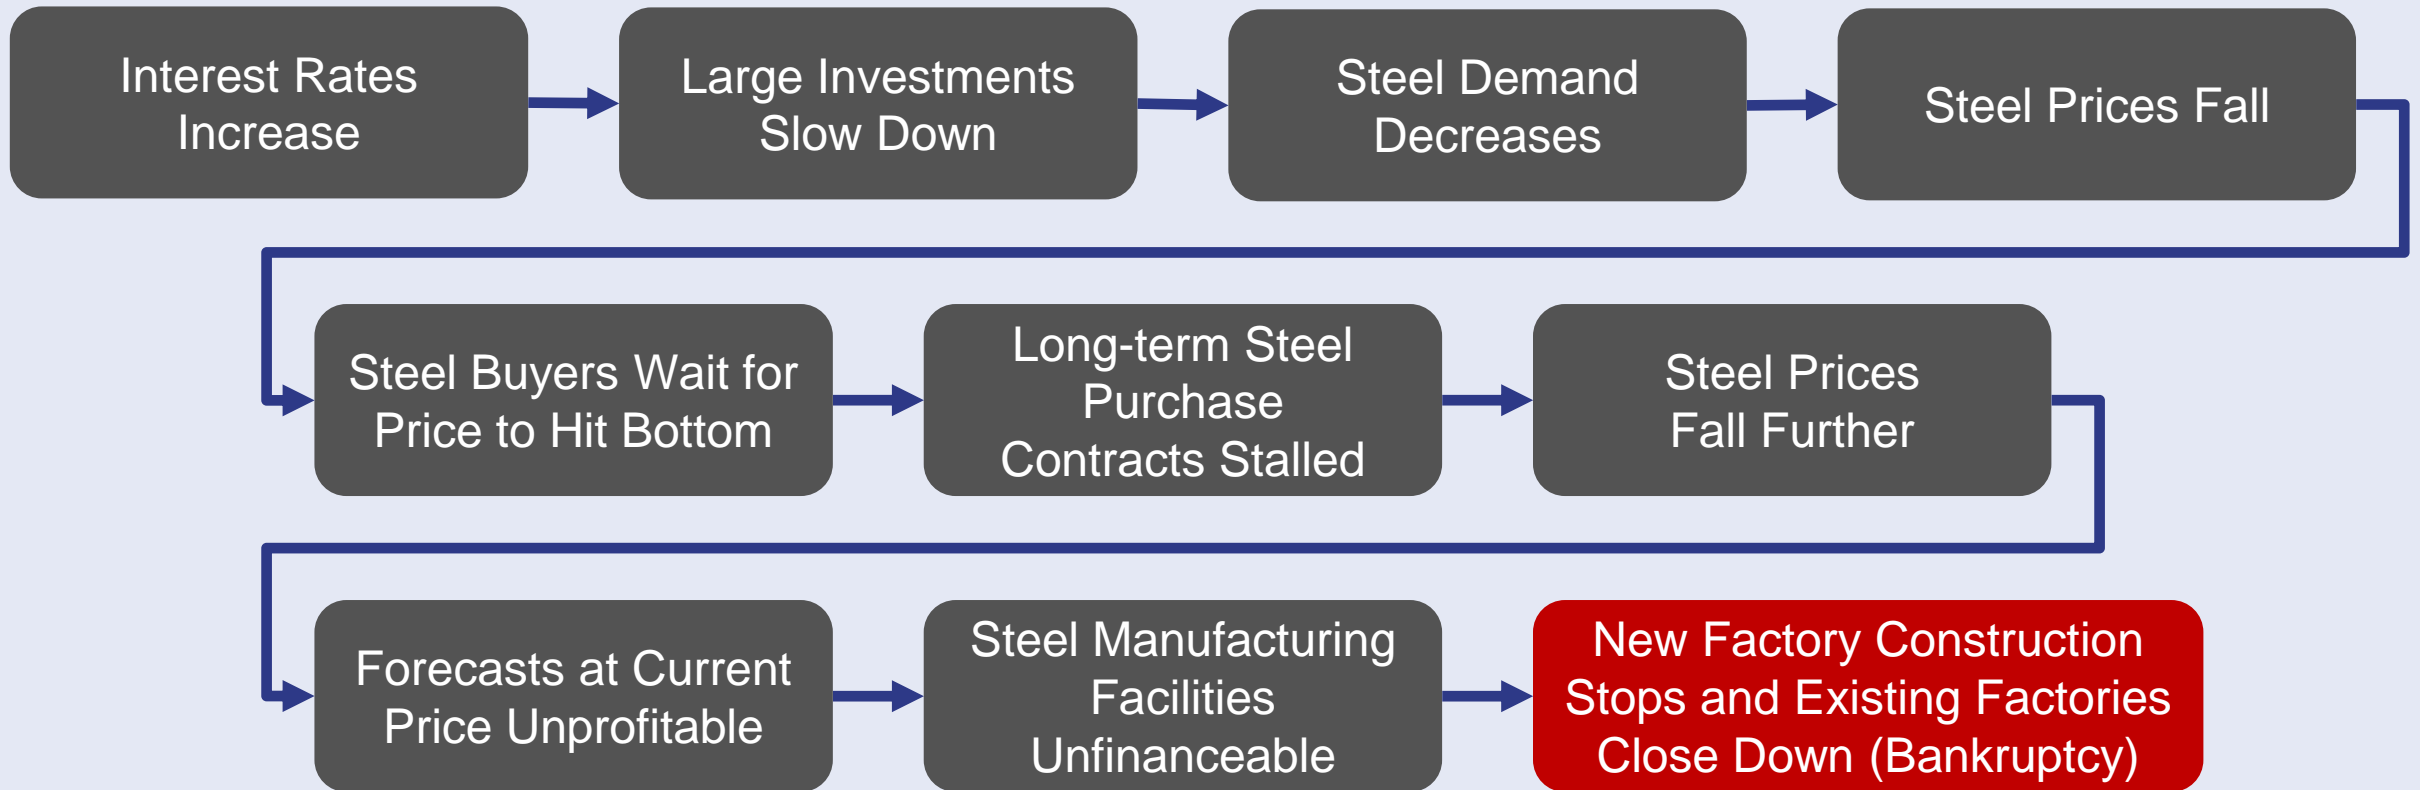 Interest Rates
Increase
Large Investments
Slow Down
Steel Demand
Decreases
Steel Prices Fall
Steel Buyers Wait for
Price to Hit Bottom
Long-term Steel
Purchase
Contracts Stalled
Steel Prices
Fall Further
Forecasts at Current
Price Unprofitable
Steel Manufacturing
Facilities
Unfinanceable
New Factory Construction
Stops and Existing Factories
Close Down (Bankruptcy)